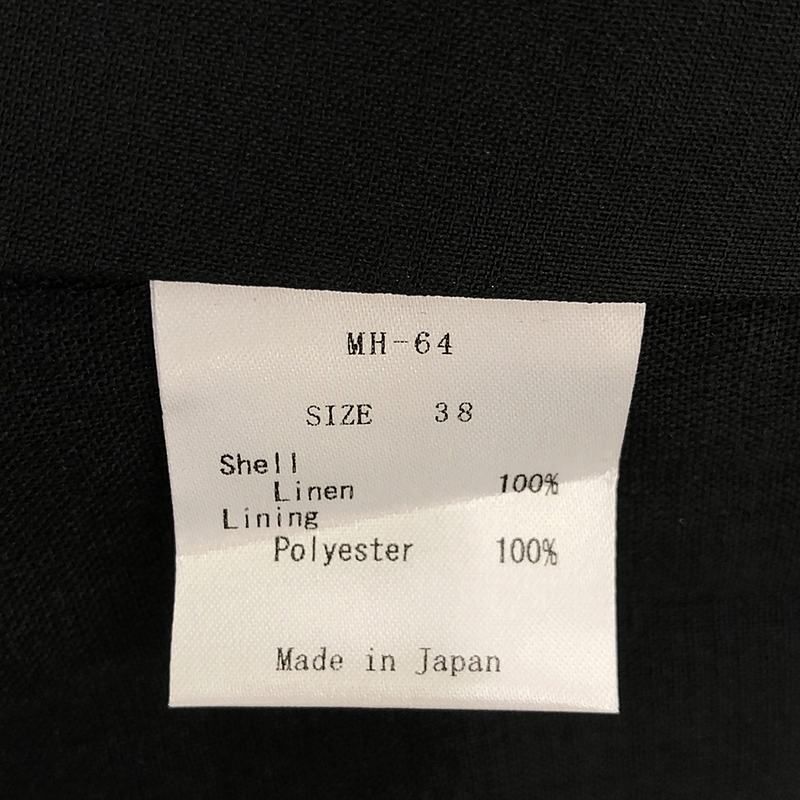 MH-64
SIZE 38
Shell
Linen 100%
Lining
Polyester 100%
Made in Japan